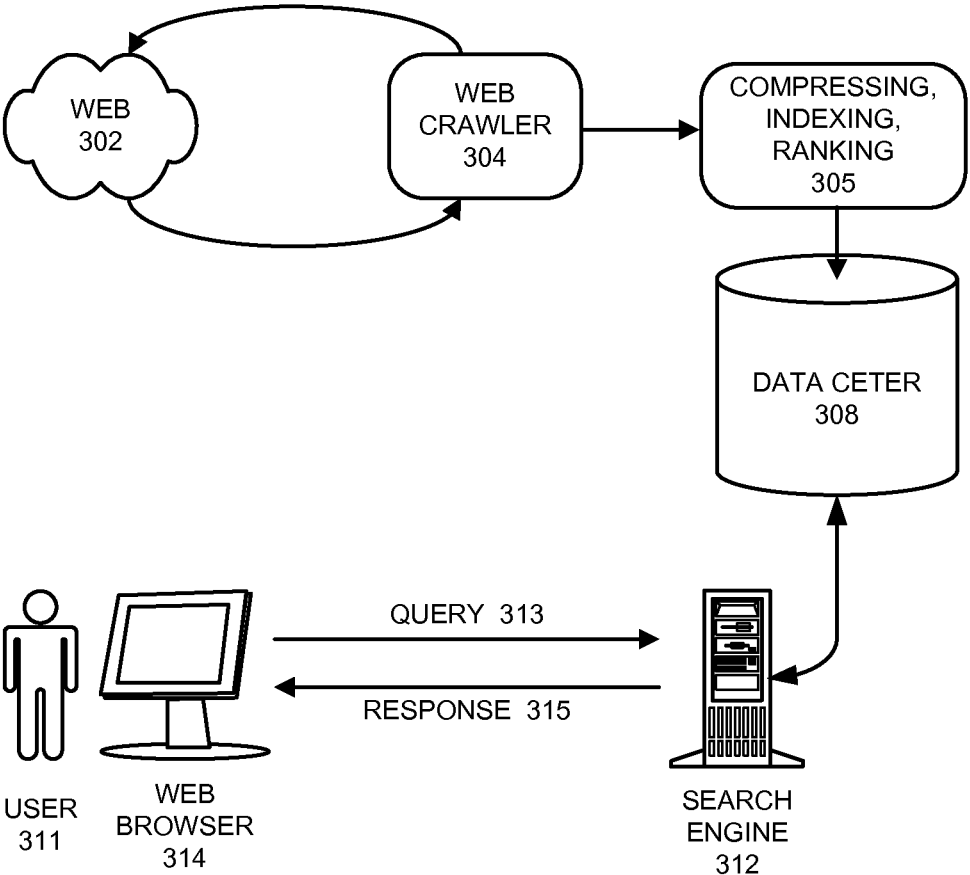 WEB
302
WEB
CRAWLER
304
COMPRESSING,
INDEXING,
RANKING
305
DATA CETER
308
QUERY 313
RESPONSE 315
USER
311
WEB
BROWSER
314
SEARCH
ENGINE
312